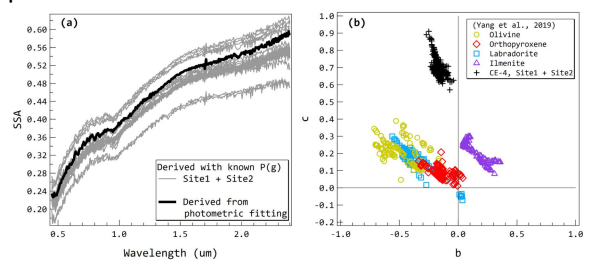 (a)
0.60
0.56
0.52
0.48
0.44
0.40
0.36
0.32
0.28
0.24
0.20
SSA
Derived with known P(g)
Site1 + Site2
Derived from
photometric fitting
0.5
1.0
1.5
2.0
Wavelength (um)
(b)
1.0
0.9
0.8
0.7
0.6
0.5
0.4
0.3
0.2
0.1
0.0
-0.1
-0.2
c
(Yang et al., 2019)
Olivine
Orthopyroxene
Labradorite
Ilmenite
CE-4, Site1 + Site2
-1.0
-0.5
0
0.5
1.0
b